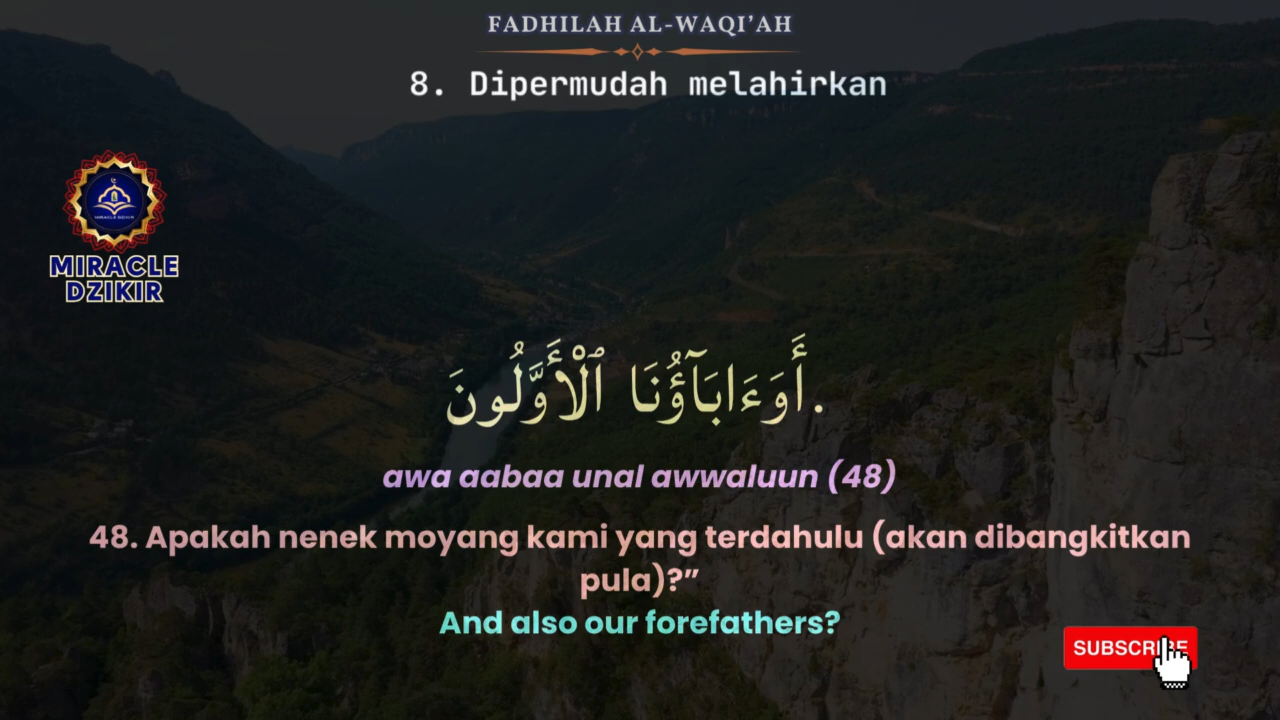 FADHILAH AL-WAQI'AH
8. Dipermudah melahirkan
MIRACLE
DZIKIR
أَوَءَابَآؤُنَا ٱلْأَوَّلُونَ.
awa aabaa unal awwaluun (48)
48. Apakah nenek moyang kami yang terdahulu (akan dibangkitkan
pula)?”
And also our forefathers?